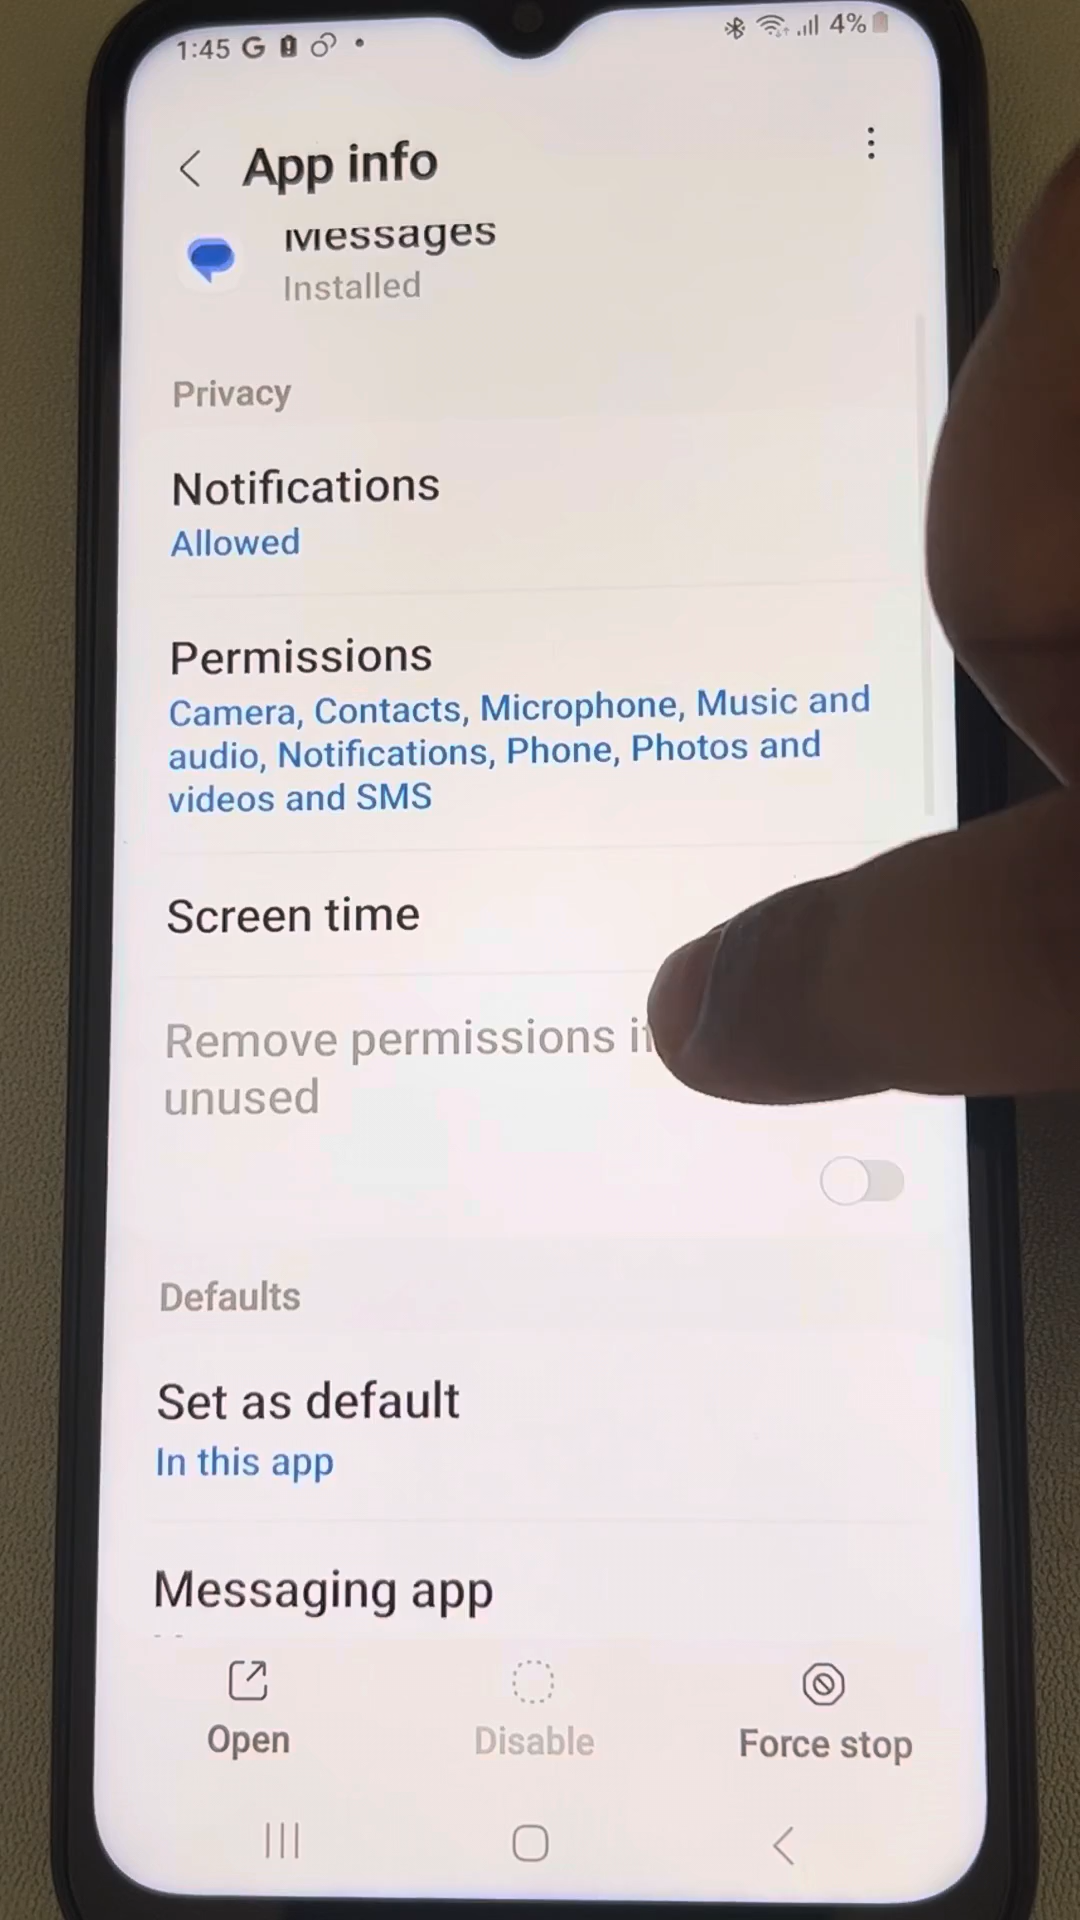 1:45 G
4%
App info
Messages
Installed
Privacy
Notifications
Allowed
Permissions
Camera, Contacts, Microphone, Music and
audio, Notifications, Phone, Photos and
videos and SMS
Screen time
Remove permissions if
unused
Defaults
Set as default
In this app
Messaging app
Open
Disable
Force stop